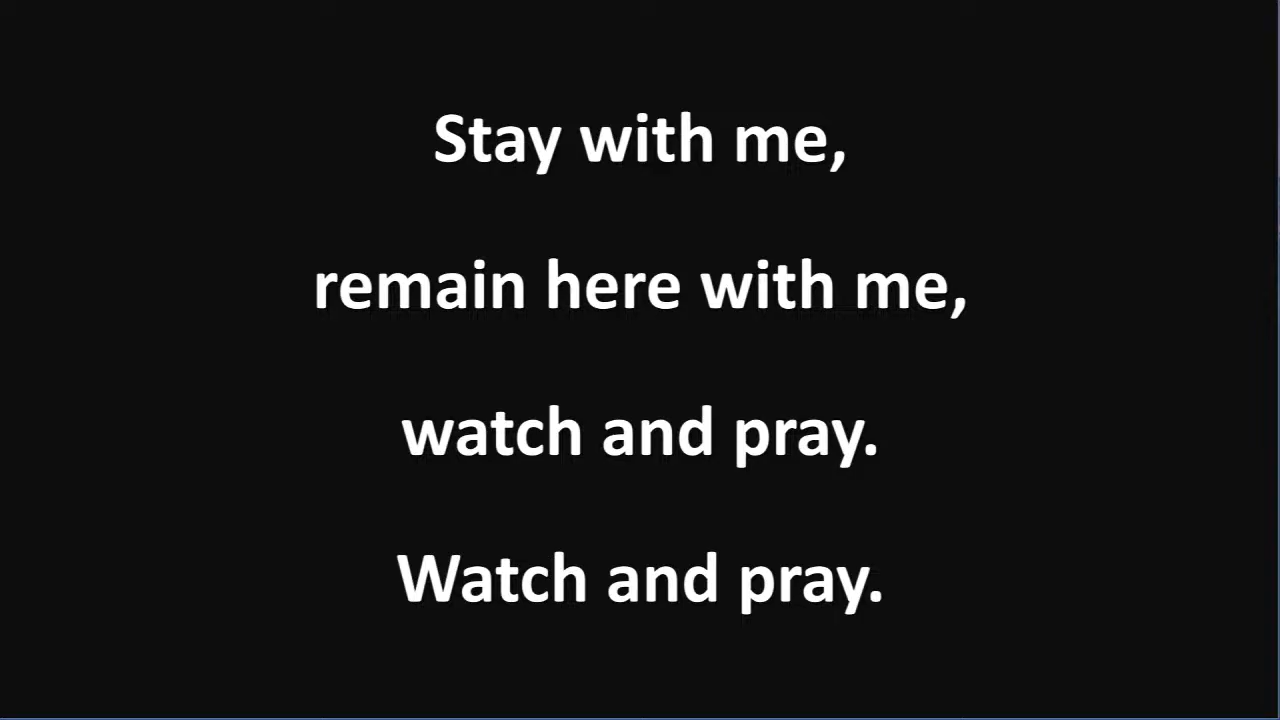 Stay with me,
remain here with me,
watch and pray.
Watch and pray.